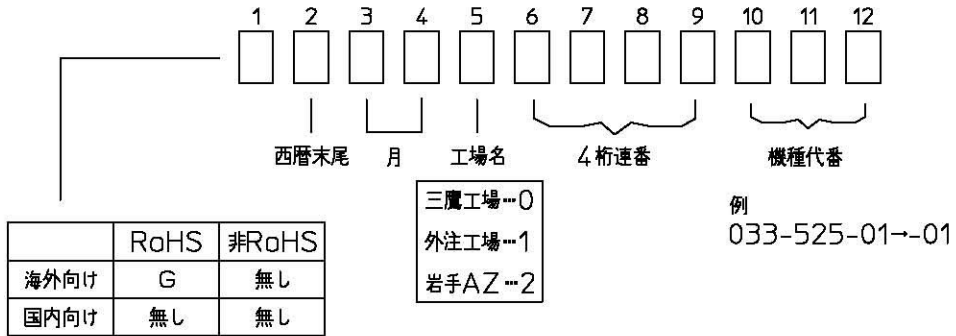 1 2 3 4 5 6 7 8 9 10 11 12
西暦末尾 月 工場名 4桁連番 機種代番
三鷹工場…0
外注工場…1
岩手AZ…2
例
033-525-01→-01
RoHS 非RoHS
海外向け G 無し
国内向け 無し 無し